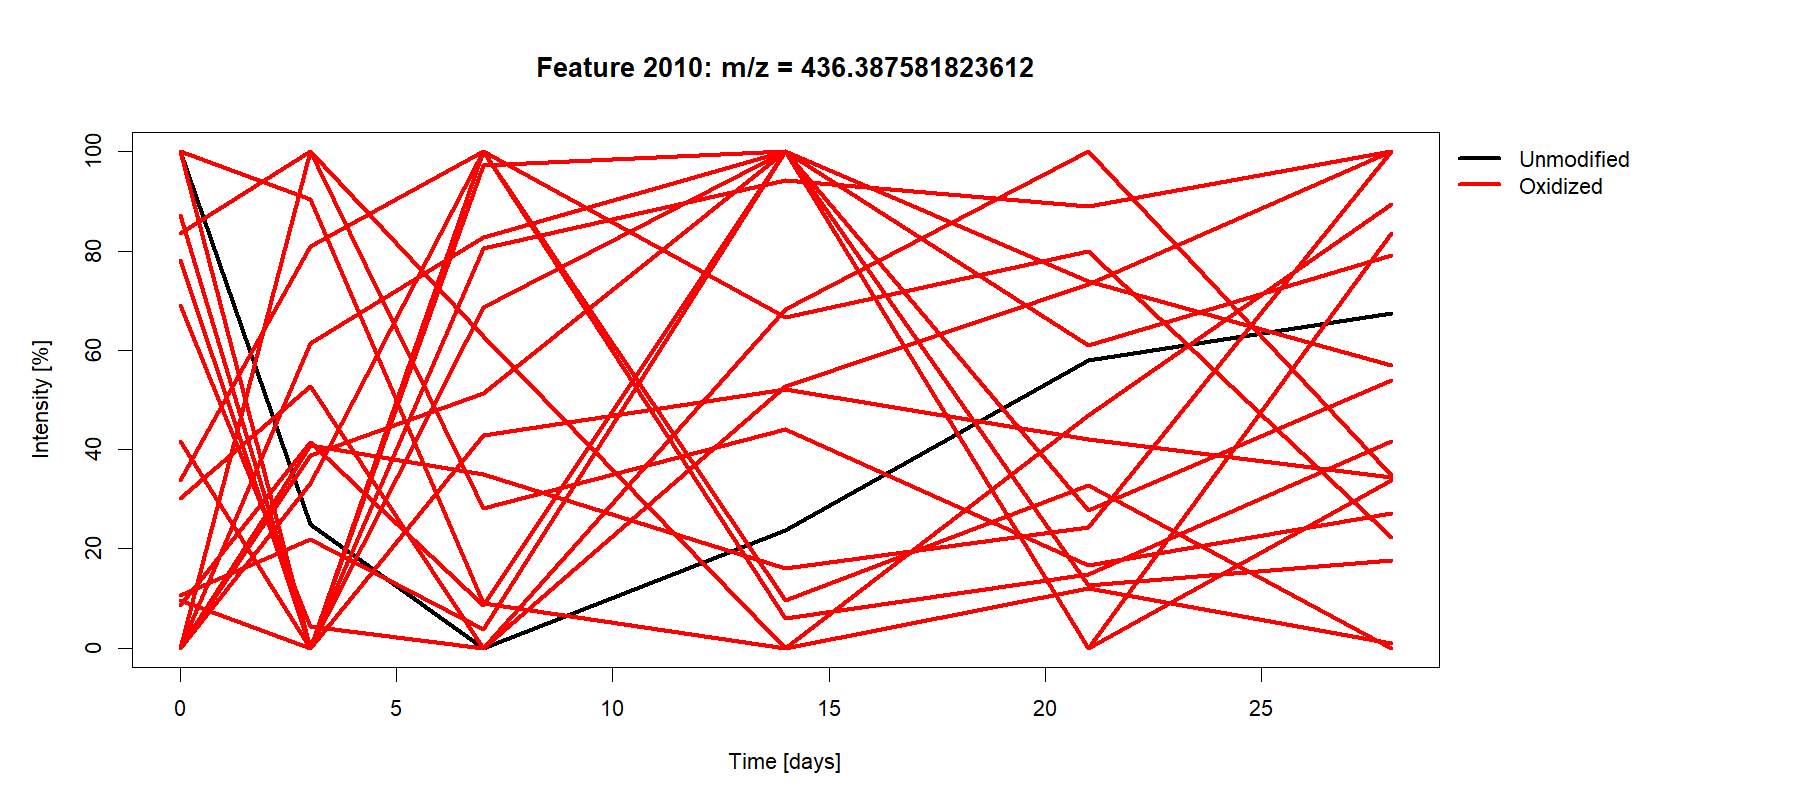 Feature 2010: m/z = 436.387581823612
Unmodified
Oxidized
100
80
60
40
20
0
Intensity [%]
0 5 10 15 20 25
Time [days]